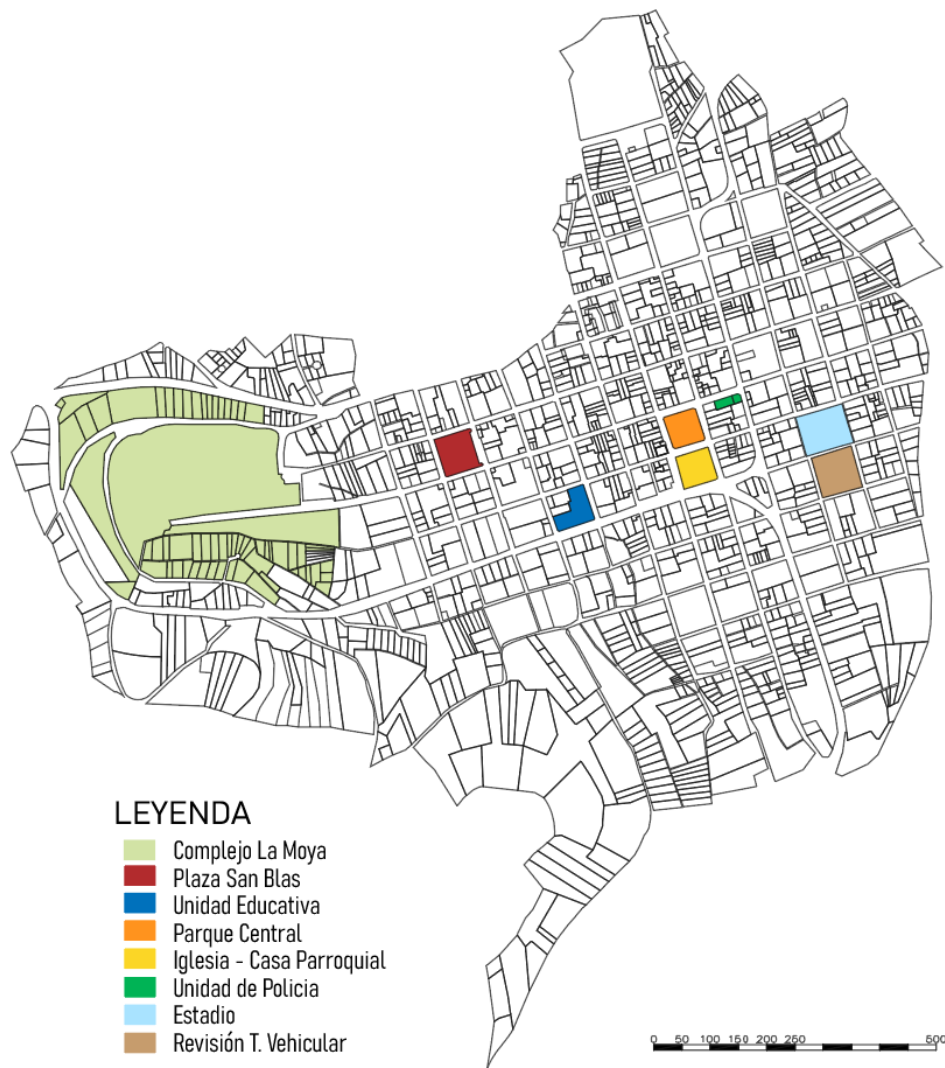 LEYENDA
Complejo La Moya
Plaza San Blas
Unidad Educativa
Parque Central
Iglesia - Casa Parroquial
Unidad de Policia
Estadio
Revisión T. Vehicular
0 50 100 150 200 250 500